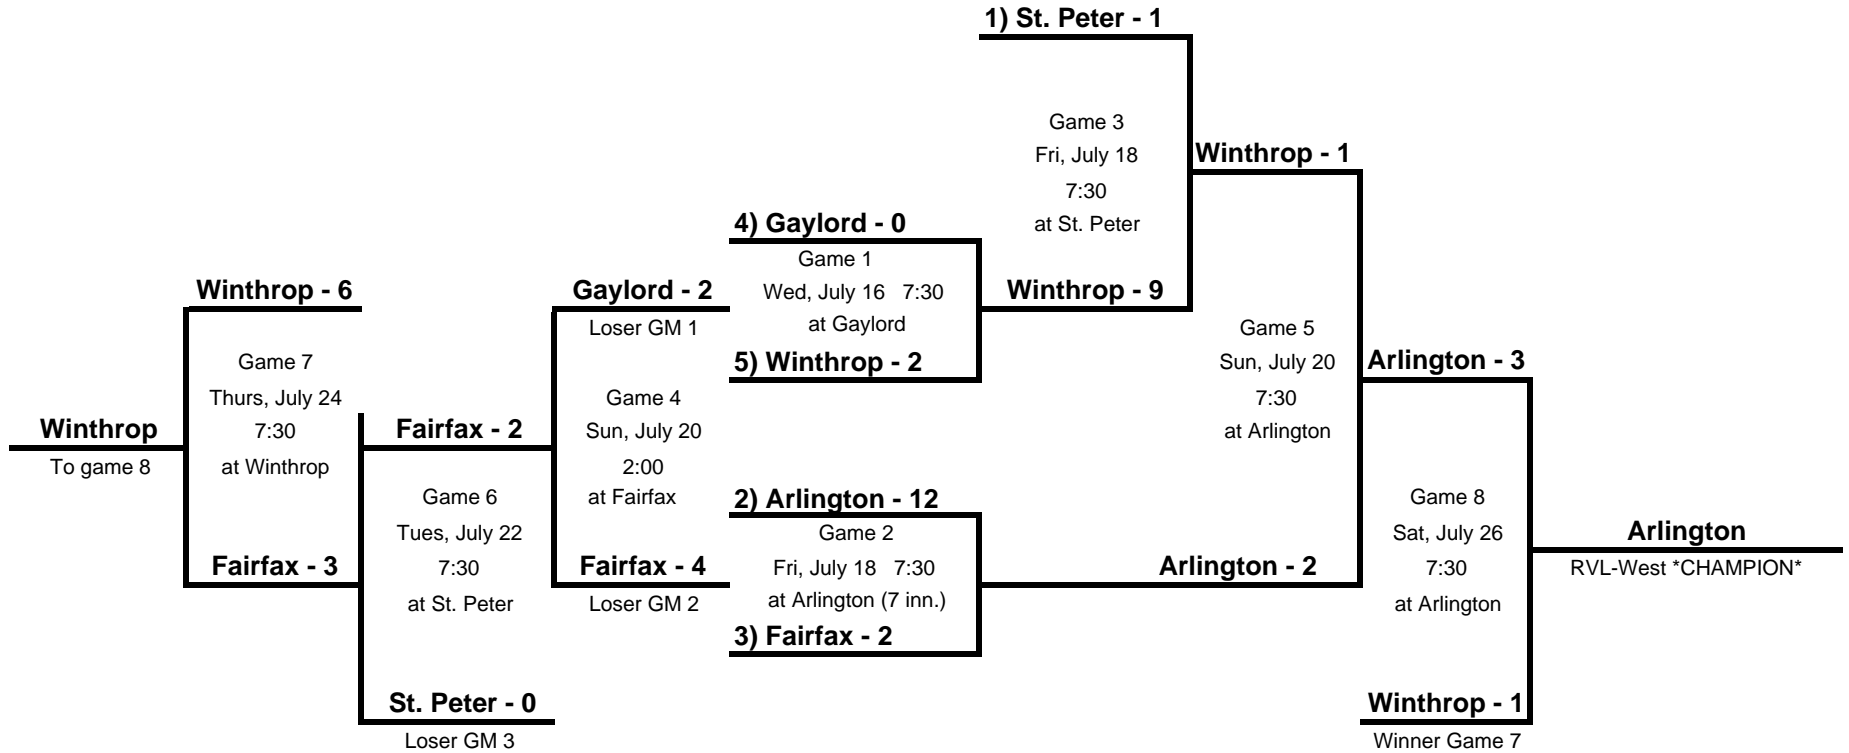 1) St. Peter - 1
Game 3
Fri, July 18
7:30
at St. Peter
Winthrop - 1
4) Gaylord - 0
Game 1
Wed, July 16 7:30
at Gaylord
5) Winthrop - 2
Winthrop - 9
Winthrop - 6
Game 7
Thurs, July 24
7:30
at Winthrop
Winthrop
To game 8
Fairfax - 3
Gaylord - 2
Loser GM 1
Game 4
Sun, July 20
2:00
at Fairfax
Fairfax - 4
Loser GM 2
Fairfax - 2
Game 6
Tues, July 22
7:30
at St. Peter
St. Peter - 0
Loser GM 3
2) Arlington - 12
Game 2
Fri, July 18 7:30
at Arlington (7 inn.)
3) Fairfax - 2
Game 5
Sun, July 20
7:30
at Arlington
Arlington - 2
Arlington - 3
Game 8
Sat, July 26
7:30
at Arlington
Winthrop - 1
Winner Game 7
Arlington
RVL-West *CHAMPION*